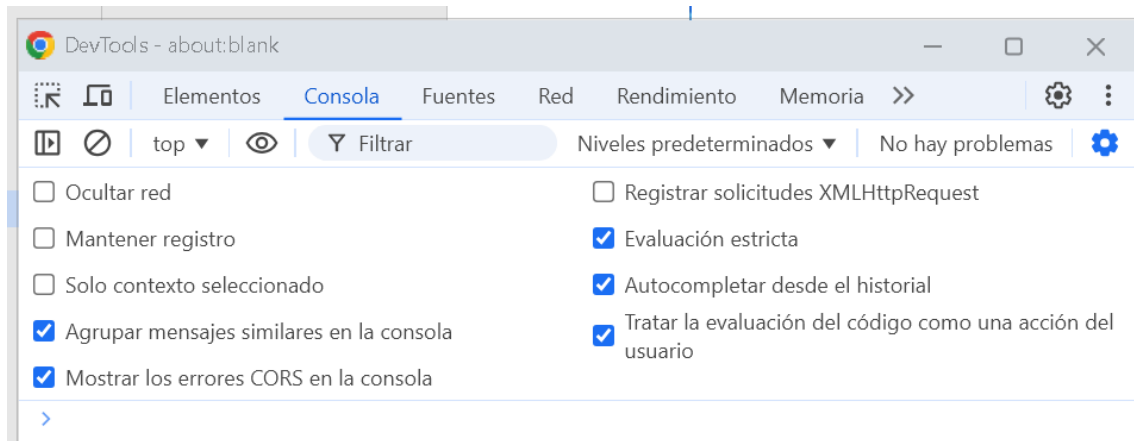 DevTools - about:blank
Elementos Consola Fuentes Red Rendimiento Memoria
top Filtrar Niveles predeterminados No hay problemas
Ocultar red
Registrar solicitudes XMLHttpRequest
Mantener registro
Evaluación estricta
Solo contexto seleccionado
Autocompletar desde el historial
Agrupar mensajes similares en la consola
Tratar la evaluación del código como una acción del
usuario
Mostrar los errores CORS en la consola